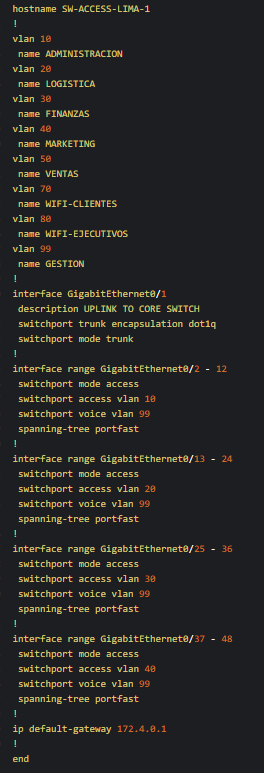 hostname SW-ACCESS-LIMA-1
!
vlan 10
name ADMINISTRACION
vlan 20
name LOGISTICA
vlan 30
name FINANZAS
vlan 40
name MARKETING
vlan 50
name VENTAS
vlan 70
name WIFI-CLIENTES
vlan 80
name WIFI-EJECUTIVOS
vlan 99
name GESTION
!
interface GigabitEthernet0/1
description UPLINK TO CORE SWITCH
switchport trunk encapsulation dot1q
switchport mode trunk
!
interface range GigabitEthernet0/2 - 12
switchport mode access
switchport access vlan 10
switchport voice vlan 99
spanning-tree portfast
!
interface range GigabitEthernet0/13 - 24
switchport mode access
switchport access vlan 20
switchport voice vlan 99
spanning-tree portfast
!
interface range GigabitEthernet0/25 - 36
switchport mode access
switchport access vlan 30
switchport voice vlan 99
spanning-tree portfast
!
interface range GigabitEthernet0/37 - 48
switchport mode access
switchport access vlan 40
switchport voice vlan 99
spanning-tree portfast
!
ip default-gateway 172.4.0.1
!
end